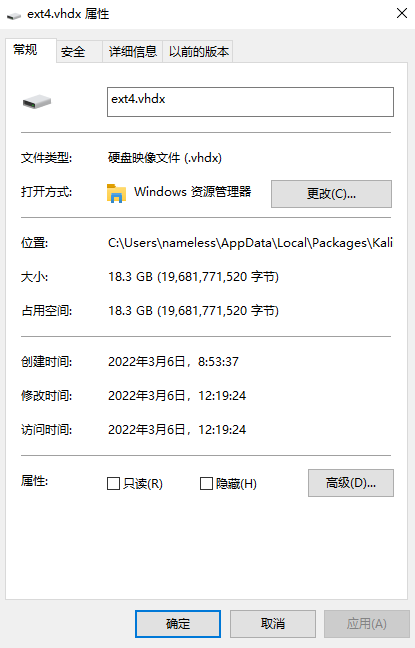 ext4.vhdx 属性
常规 安全 详细信息 以前的版本
ext4.vhdx
文件类型: 硬盘映像文件 (.vhdx)
打开方式: Windows 资源管理器 更改(C)...
位置: C:\Users\nameless\AppData\Local\Packages\Kali
大小: 18.3 GB (19,681,771,520 字节)
占用空间: 18.3 GB (19,681,771,520 字节)
创建时间: 2022年3月6日，8:53:37
修改时间: 2022年3月6日，12:19:24
访问时间: 2022年3月6日，12:19:24
属性: 只读(R) 隐藏(H) 高级(D)...
确定 取消 应用(A)